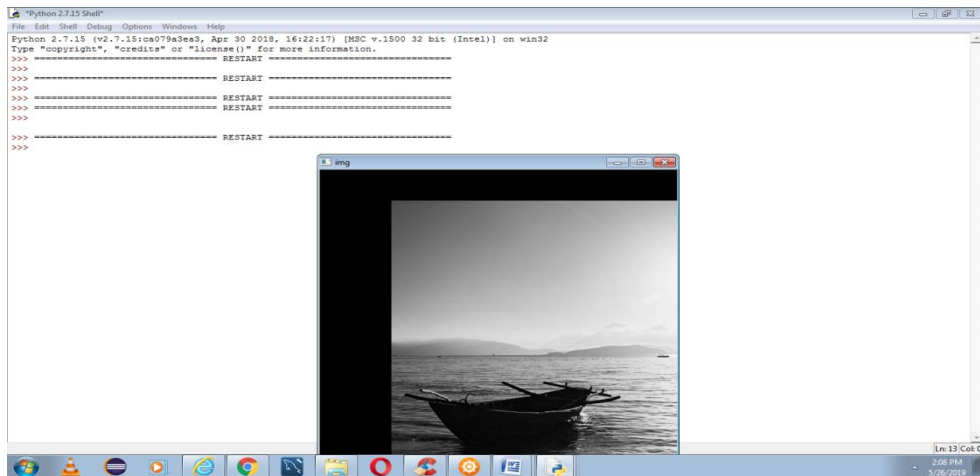 *Python 2.7.15 Shell*
File Edit Shell Debug Options Windows Help
Python 2.7.15 (v2.7.15:ca079a3ea3, Apr 30 2018, 16:22:17) [MSC v.1500 32 bit (Intel)] on win32
Type "copyright", "credits" or "license()" for more information.
>>> ================================ RESTART ================================
>>>
>>> ================================ RESTART ================================
>>>
>>> ================================ RESTART ================================
>>> ================================ RESTART ================================
>>>
>>> ================================ RESTART ================================
>>>
img
Ln: 13 Col: 0
2:08 PM
5/26/2019